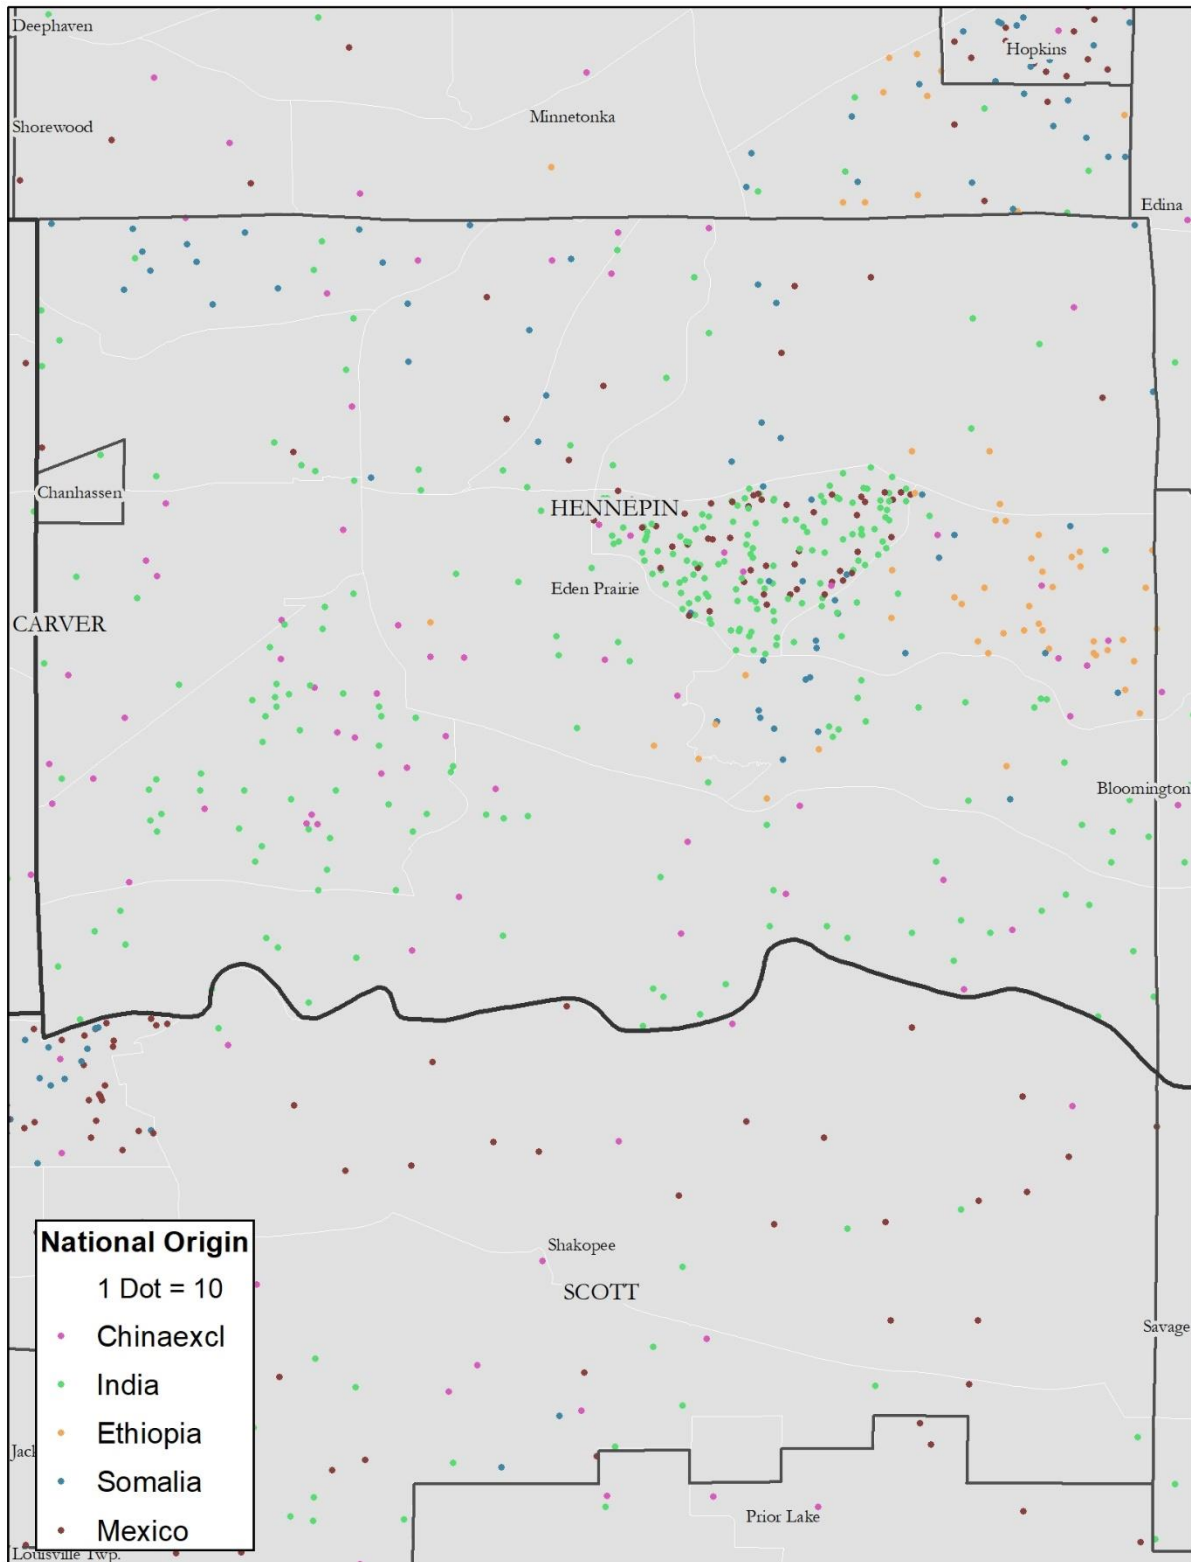 Deephaven
Hopkins
Minnetonka
Shorewood
Edina
Chanhassen
HENNEPIN
Eden Prairie
CARVER
Bloomington
Shakopee
SCOTT
Savage
Prior Lake
Jack
Louisville Twp.
National Origin
1 Dot = 10
Chinaexcl
India
Ethiopia
Somalia
Mexico